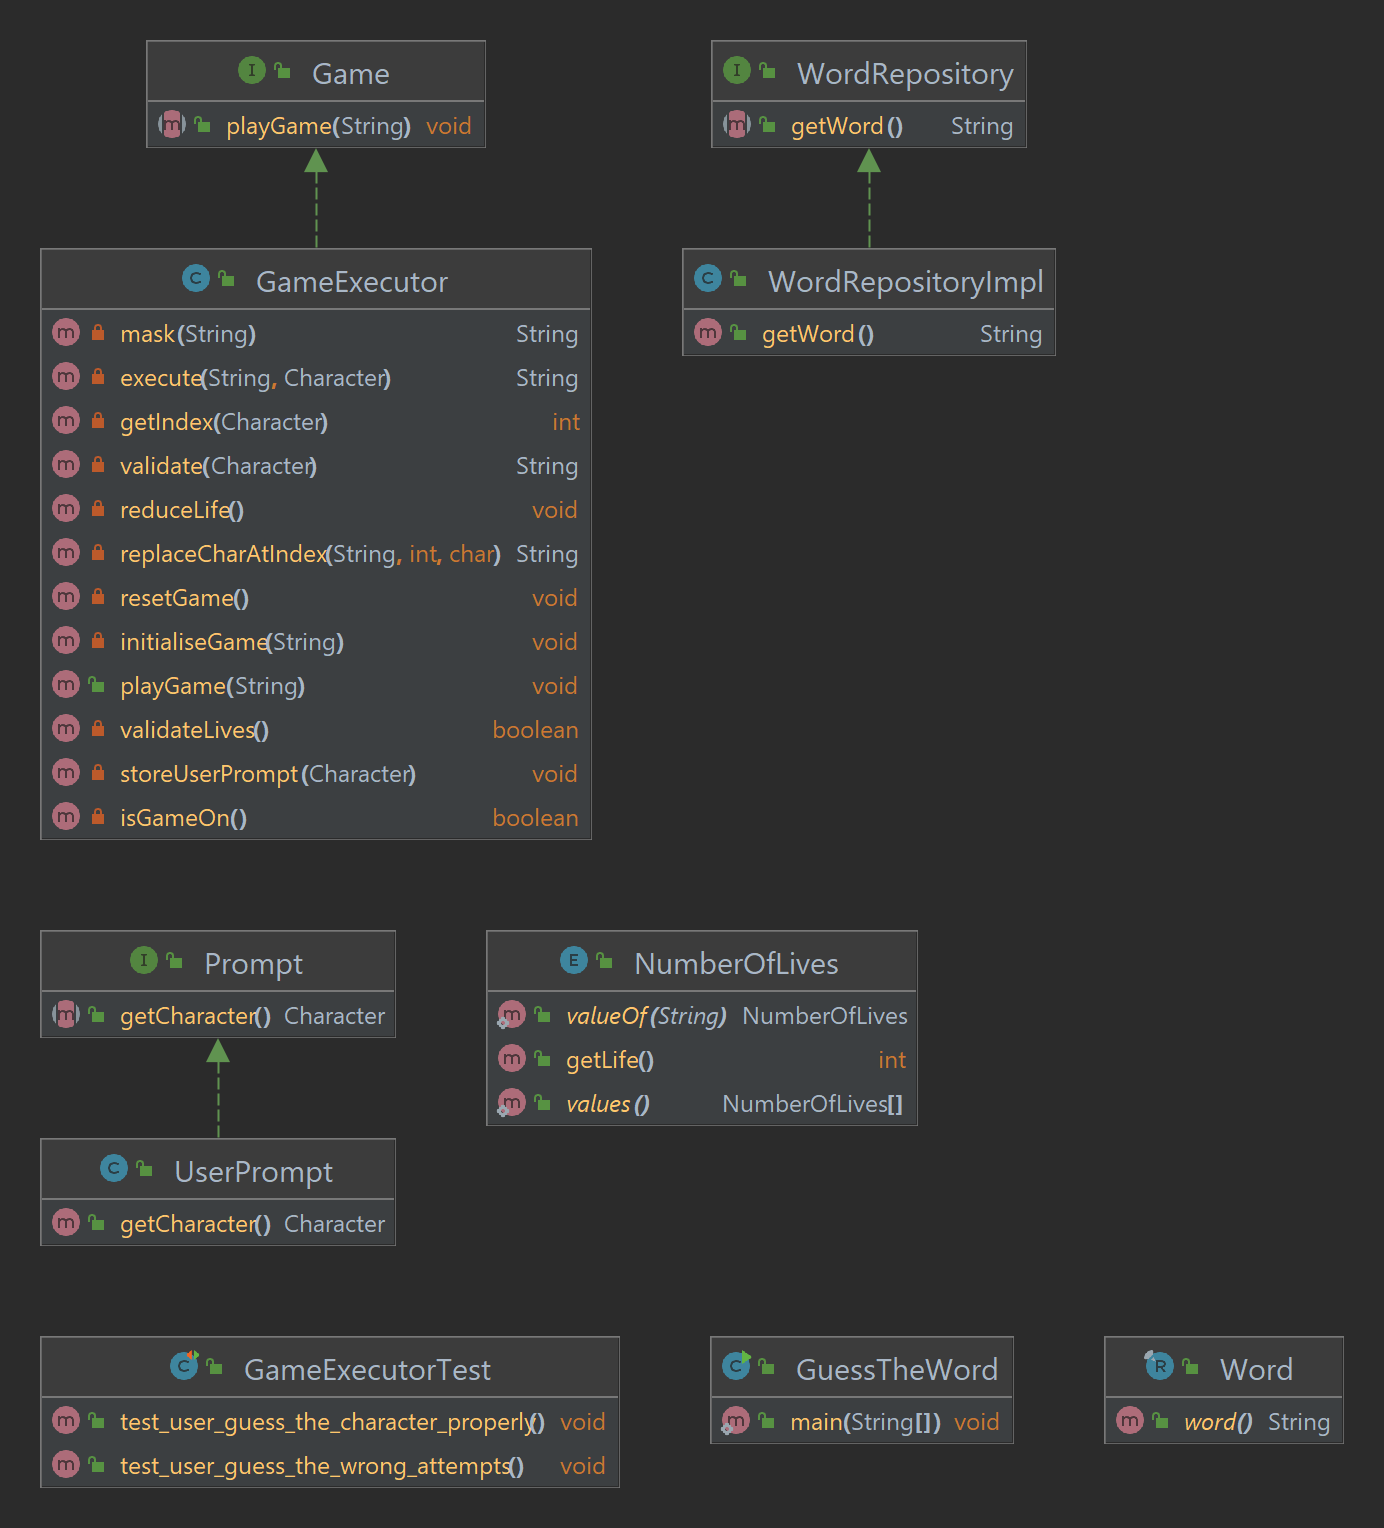 Game
playGame(String) void
WordRepository
getWord() String
GameExecutor
mask(String) String
execute(String, Character) String
getIndex(Character) int
validate(Character) String
reduceLife() void
replaceCharAtIndex(String, int, char) String
resetGame() void
initialiseGame(String) void
playGame(String) void
validateLives() boolean
storeUserPrompt(Character) void
isGameOn() boolean
WordRepositoryImpl
getWord() String
Prompt
getCharacter() Character
NumberOfLives
valueOf(String) NumberOfLives
getLife() int
values() NumberOfLives[]
UserPrompt
getCharacter() Character
GameExecutorTest
test_user_guess_the_character_properly() void
test_user_guess_the_wrong_attempts() void
GuessTheWord
main(String[]) void
Word
word() String